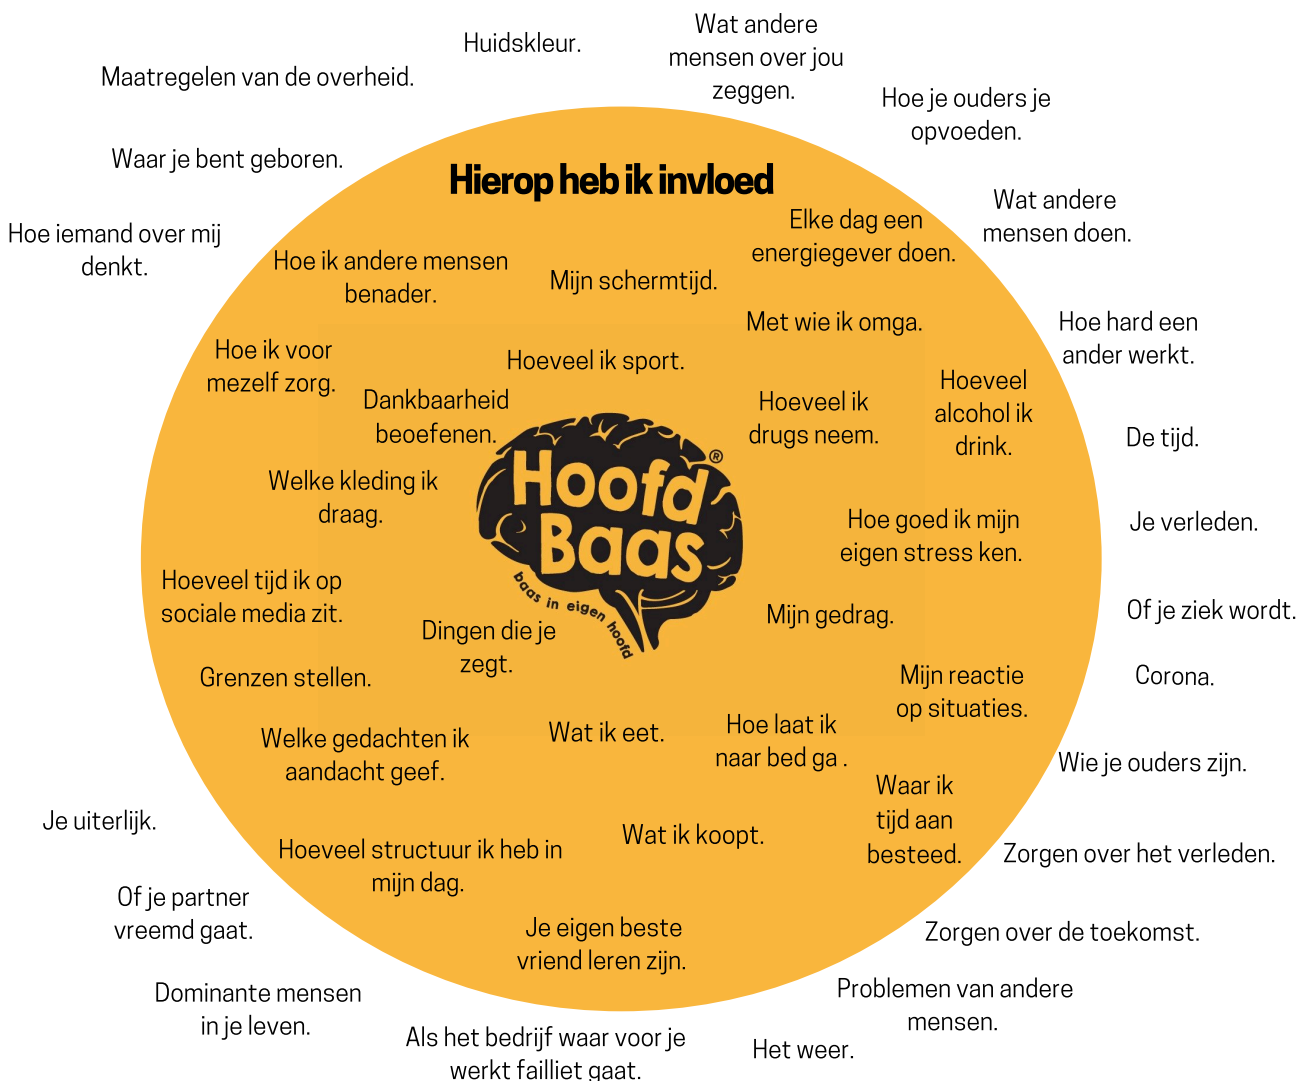 Huidskleur.
Wat andere
mensen over jou
zeggen.
Maatregelen van de overheid.
Hoe je ouders je
opvoeden.
Waar je bent geboren.
Hierop heb ik invloed
Wat andere
mensen doen.
Hoe iemand over mij
denkt.
Elke dag een
energiegever doen.
Hoe ik andere mensen
benader.
Mijn schermtijd.
Met wie ik omga.
Hoe hard een
ander werkt.
Hoe ik voor
mezelf zorg.
Hoeveel ik sport.
Dankbaarheid
beoefenen.
Hoeveel ik
drugs neem.
Hoeveel
alcohol ik
drink.
De tijd.
Welke kleding ik
draag.
Hoofd
Baas
®
baas in eigen hoofd
Hoe goed ik mijn
eigen stress ken.
Je verleden.
Hoeveel tijd ik op
sociale media zit.
Dingen die je
zegt.
Mijn gedrag.
Of je ziek wordt.
Grenzen stellen.
Mijn reactie
op situaties.
Corona.
Welke gedachten ik
aandacht geef.
Wat ik eet.
Hoe laat ik
naar bed ga .
Wie je ouders zijn.
Waar ik
tijd aan
besteed.
Je uiterlijk.
Hoeveel structuur ik heb in
mijn dag.
Wat ik koopt.
Zorgen over het verleden.
Of je partner
vreemd gaat.
Je eigen beste
vriend leren zijn.
Zorgen over de toekomst.
Dominante mensen
in je leven.
Problemen van andere
mensen.
Als het bedrijf waar voor je
werkt failliet gaat.
Het weer.